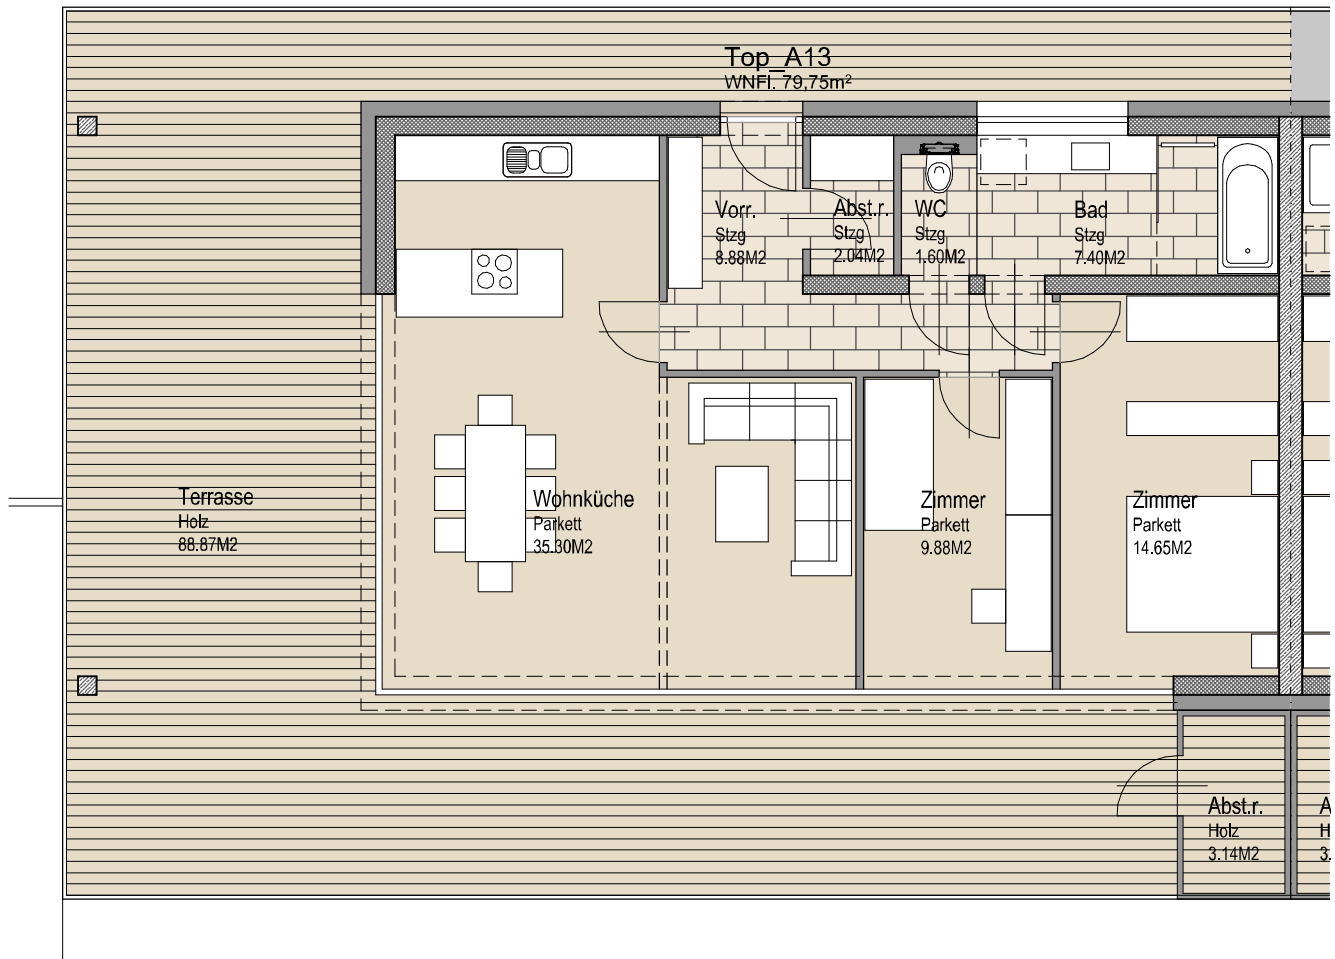 Top_A13
WNFl. 79,75m²
Vorr.
Stzg
8.88M2
Abst.r.
Stzg
2.04M2
WC
Stzg
1.60M2
Bad
Stzg
7.40M2
Terrasse
Holz
88.87M2
Wohnküche
Parkett
35.30M2
Zimmer
Parkett
9.88M2
Zimmer
Parkett
14.65M2
Abst.r.
Holz
3.14M2
A
H
3.